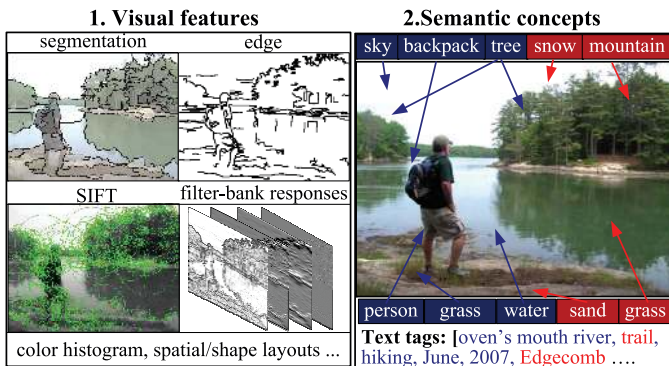 1. Visual features
segmentation
edge
SIFT
filter-bank responses
color histogram, spatial/shape layouts ...
2.Semantic concepts
sky backpack tree snow mountain
person grass water sand grass
Text tags: [oven's mouth river, trail,
hiking, June, 2007, Edgecomb ....